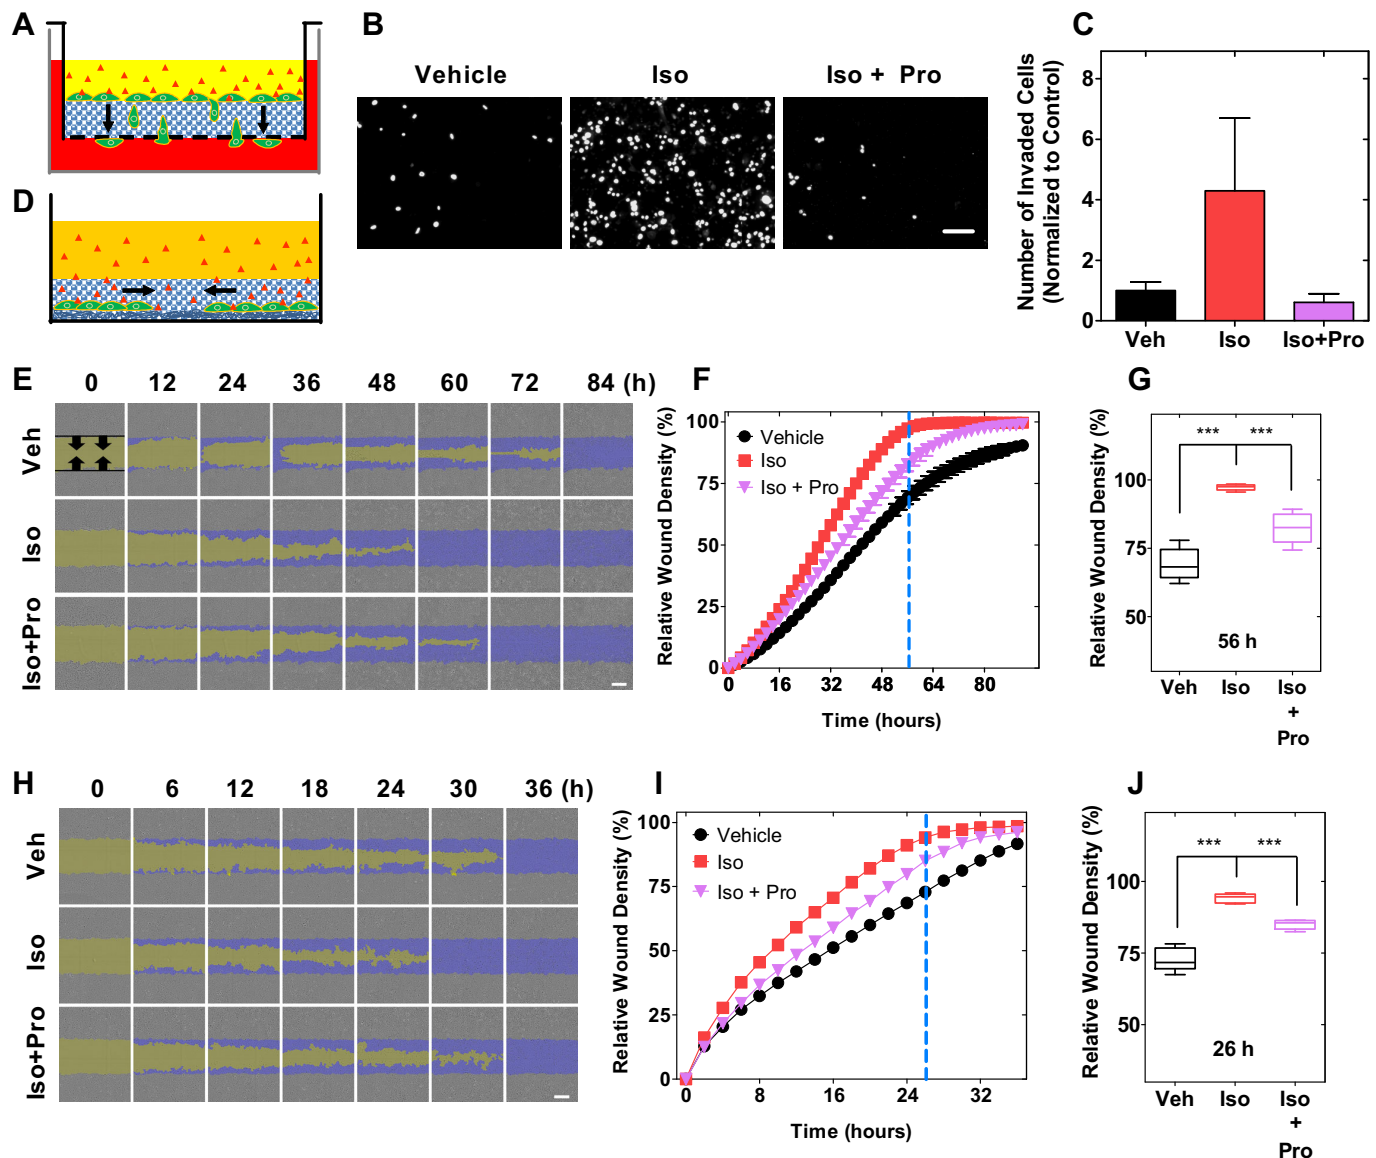 A
B
Vehicle
Iso
Iso + Pro
C
Number of Invaded Cells
(Normalized to Control)
8
6
4
2
0
Veh
Iso
Iso+Pro
D
E
0
12
24
36
48
60
72
84 (h)
Veh
Iso
Iso+Pro
F
Relative Wound Density (%)
100
75
50
25
0
Vehicle
Iso
Iso + Pro
0
16
32
48
64
80
Time (hours)
G
Relative Wound Density (%)
100
75
50
***
***
56 h
Veh
Iso
Iso
+
Pro
H
0
6
12
18
24
30
36 (h)
Veh
Iso
Iso+Pro
I
Relative Wound Density (%)
100
75
50
25
0
Vehicle
Iso
Iso + Pro
0
8
16
24
32
Time (hours)
J
Relative Wound Density (%)
100
75
50
***
***
26 h
Veh
Iso
Iso
+
Pro